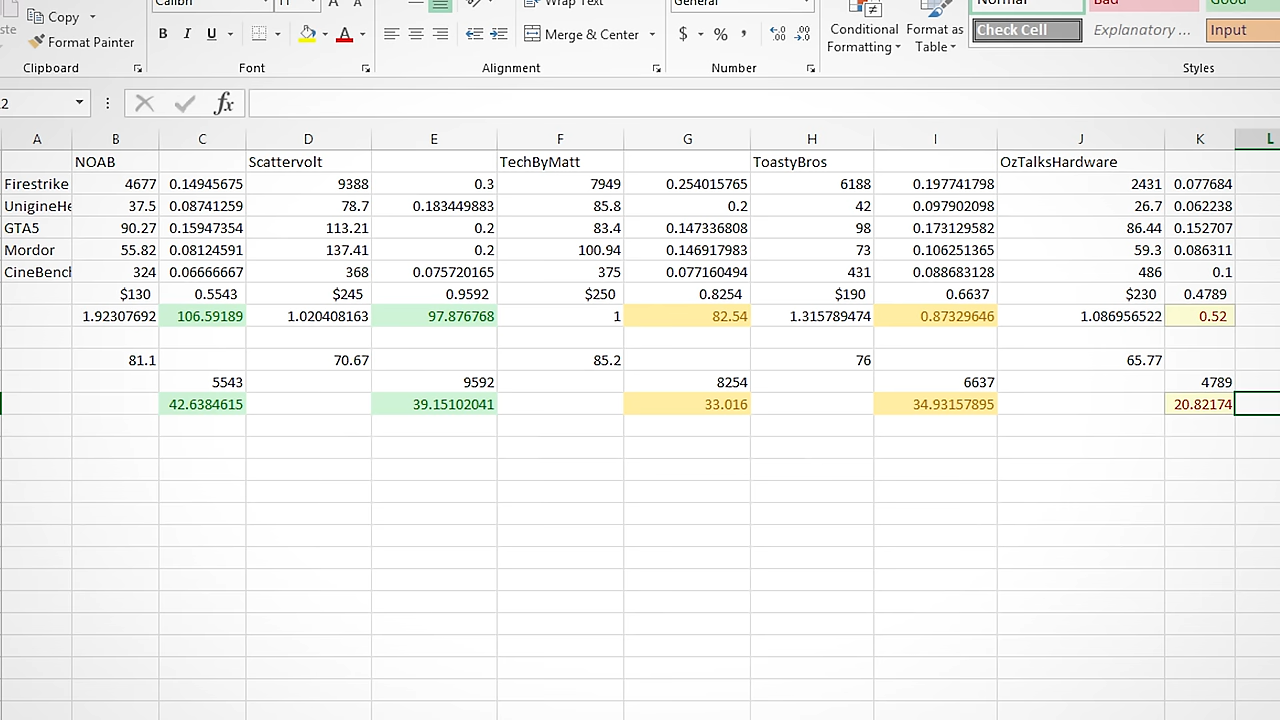 Calibri 11 A A Wrap Text General Normal Bad Good
Copy
Format Painter
B I U A Merge & Center $ % , .00 .00 Conditional Formatting Format as Table Check Cell Explanatory ... Input
Clipboard Font Alignment Number Styles
fx
A B C D E F G H I J K L
NOAB Scattervolt TechByMatt ToastyBros OzTalksHardware
Firestrike 4677 0.14945675 9388 0.3 7949 0.254015765 6188 0.197741798 2431 0.077684
UnigineHe 37.5 0.08741259 78.7 0.183449883 85.8 0.2 42 0.097902098 26.7 0.062238
GTA5 90.27 0.15947354 113.21 0.2 83.4 0.147336808 98 0.173129582 86.44 0.152707
Mordor 55.82 0.08124591 137.41 0.2 100.94 0.146917983 73 0.106251365 59.3 0.086311
CineBench 324 0.06666667 368 0.075720165 375 0.077160494 431 0.088683128 486 0.1
$130 0.5543 $245 0.9592 $250 0.8254 $190 0.6637 $230 0.4789
1.92307692 106.59189 1.020408163 97.876768 1 82.54 1.315789474 0.87329646 1.086956522 0.52
81.1 70.67 85.2 76 65.77
5543 9592 8254 6637 4789
42.6384615 39.15102041 33.016 34.93157895 20.82174